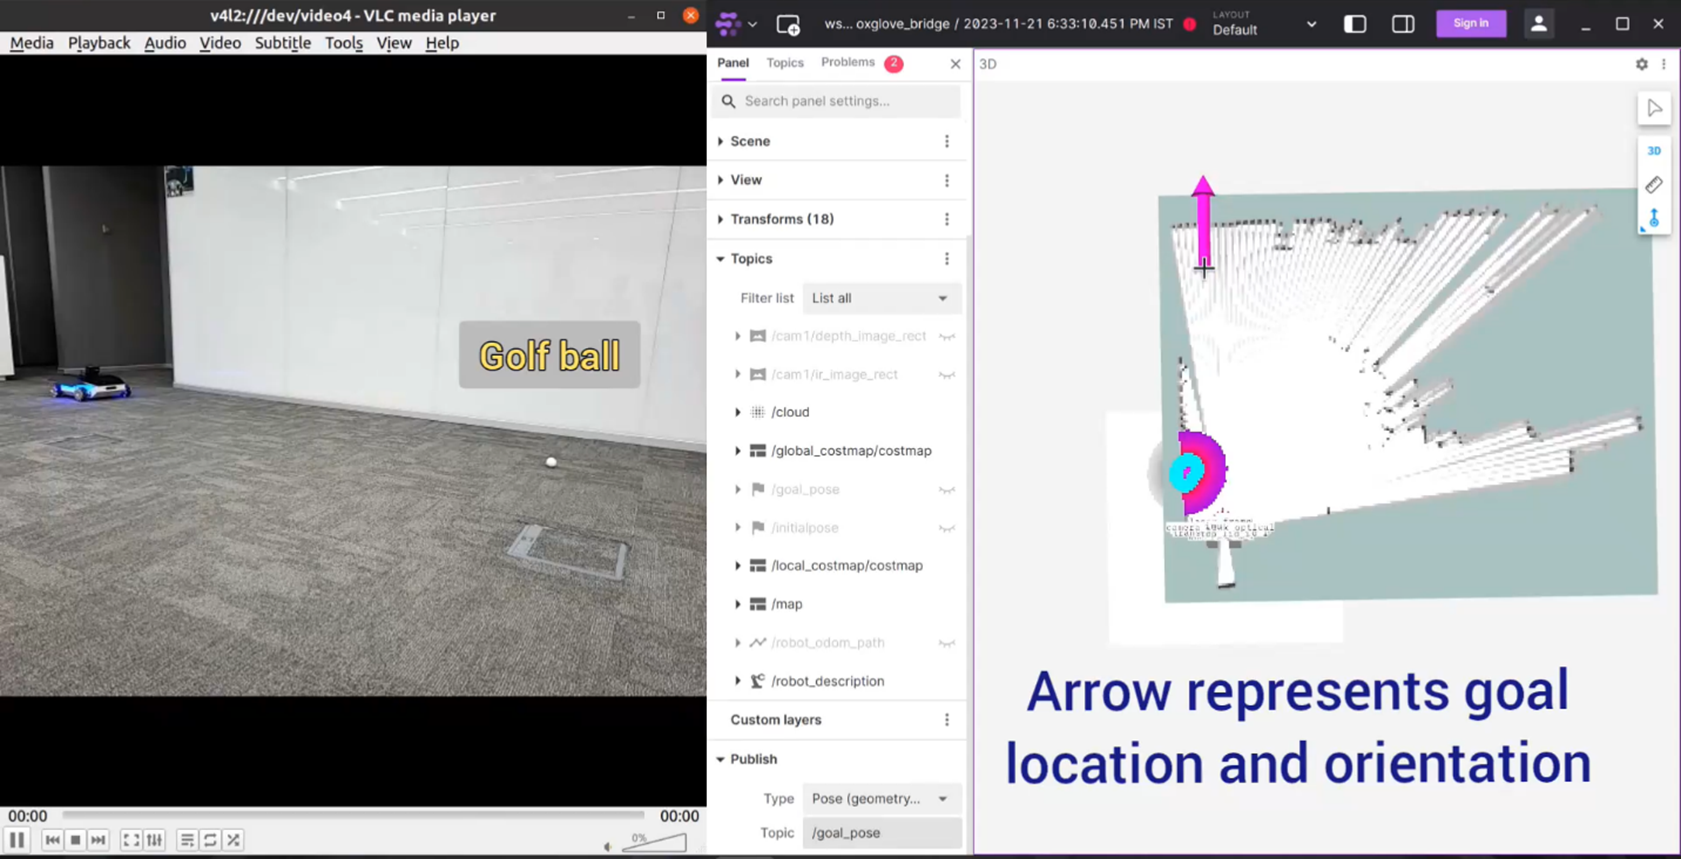 v4l2:///dev/video4 - VLC media player
Media Playback Audio Video Subtitle Tools View Help
Golf ball
00:00
00:00
0%
ws... oxglove_bridge / 2023-11-21 6:33:10.451 PM IST
LAYOUT
Default
Sign in
Panel Topics Problems 2
Search panel settings...
Scene
View
Transforms (18)
Topics
Filter list List all
/cam1/depth_image_rect
/cam1/ir_image_rect
/cloud
/global_costmap/costmap
/goal_pose
/initialpose
/local_costmap/costmap
/map
/robot_odom_path
/robot_description
Custom layers
Publish
Type Pose (geometry...
Topic /goal_pose
3D
3D
Arrow represents goal
location and orientation